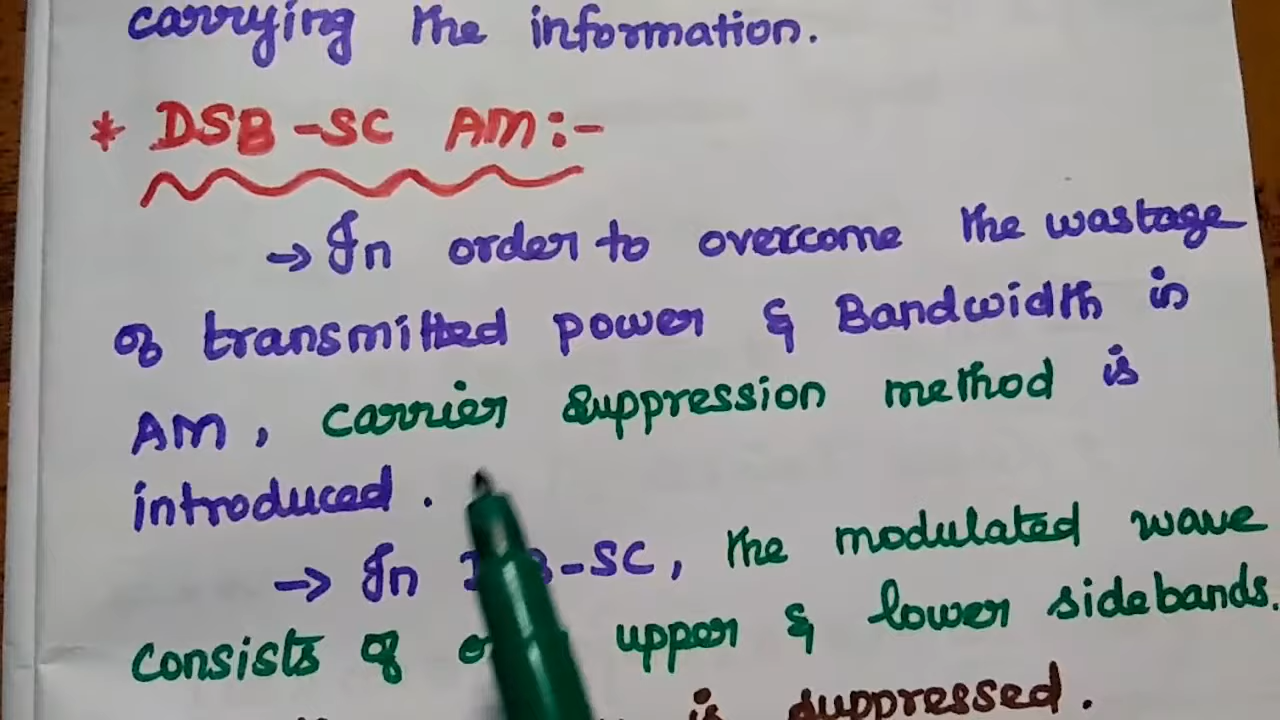 carrying the information.
* DSB-SC AM:-
→ In order to overcome the wastage
of transmitted power & Bandwidth in
AM, carrier suppression method is
introduced.
→ In -SC, the modulated wave
consists of upper & lower sidebands.
is suppressed.